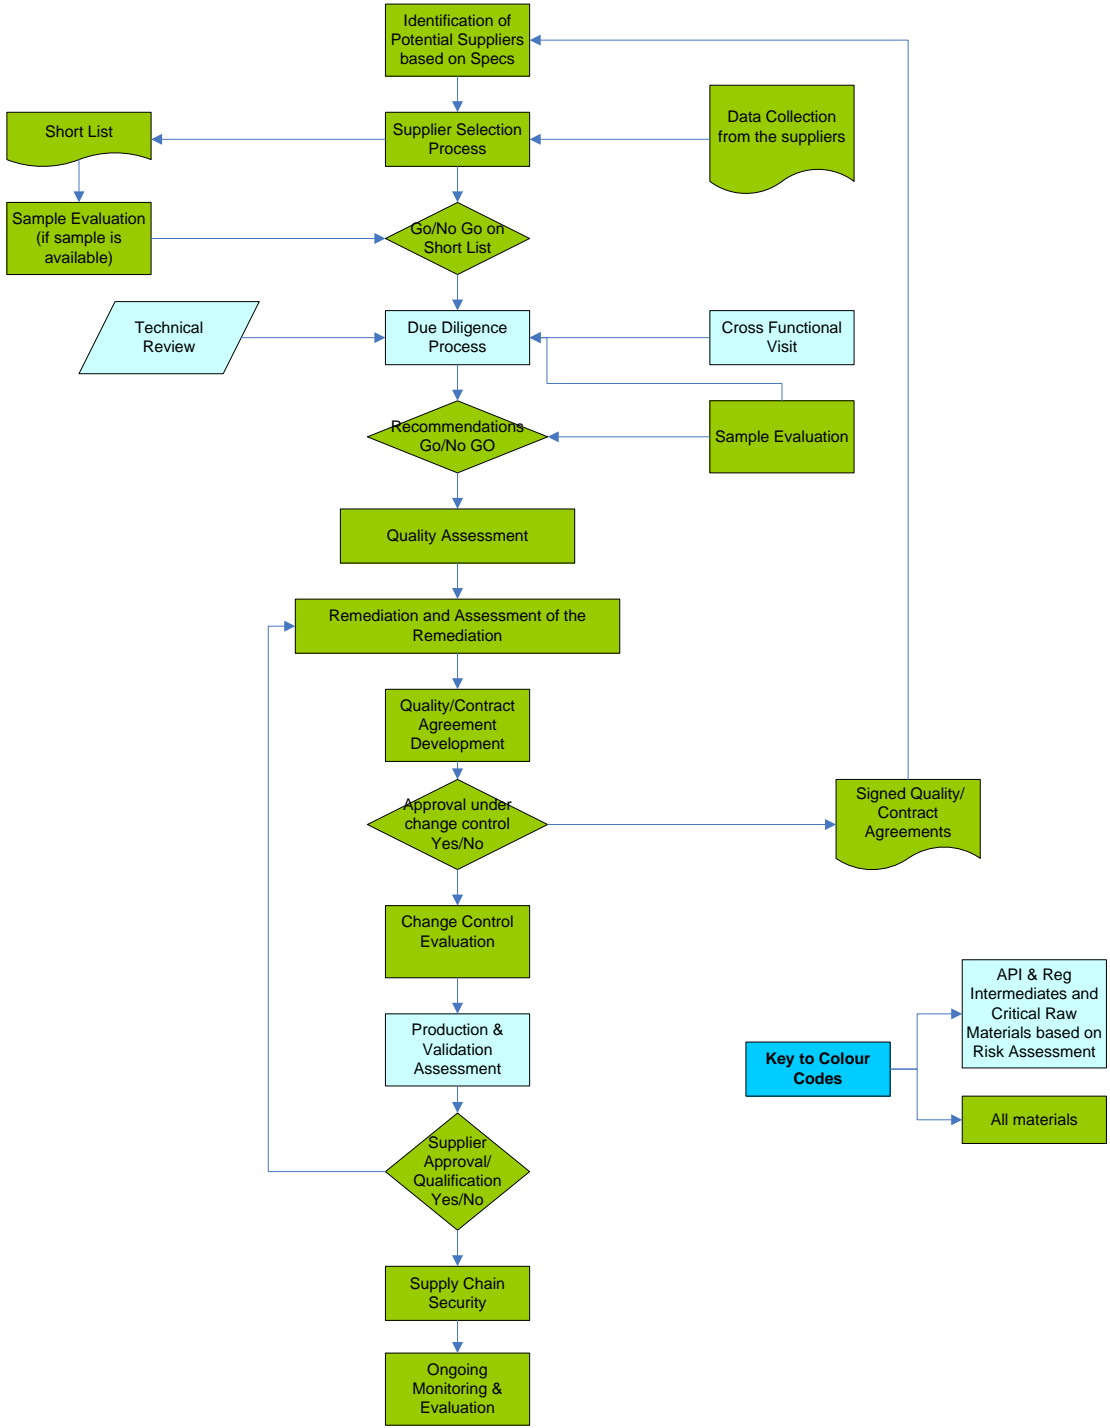 Identification of
Potential Suppliers
based on Specs
Short List
Supplier Selection
Process
Data Collection
from the suppliers
Sample Evaluation
(if sample is
available)
Go/No Go on
Short List
Technical
Review
Due Diligence
Process
Cross Functional
Visit
Recommendations
Go/No GO
Sample Evaluation
Quality Assessment
Remediation and Assessment of the
Remediation
Quality/Contract
Agreement
Development
Approval under
change control
Yes/No
Signed Quality/
Contract
Agreements
Change Control
Evaluation
Production &
Validation
Assessment
Key to Colour
Codes
API & Reg
Intermediates and
Critical Raw
Materials based on
Risk Assessment
All materials
Supplier
Approval/
Qualification
Yes/No
Supply Chain
Security
Ongoing
Monitoring &
Evaluation